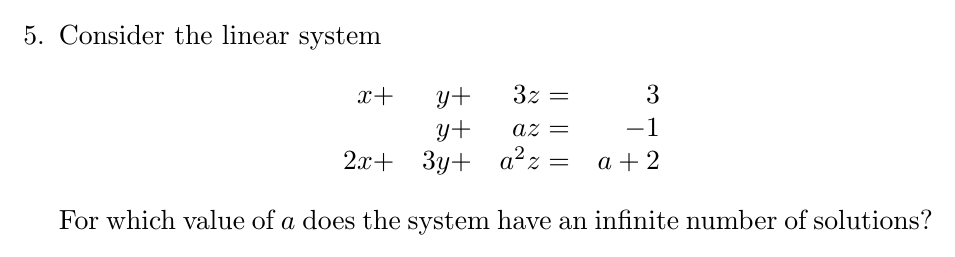 5. Consider the linear system
x+ y+ 3z = 3
y+ az = −1
2x+ 3y+ a²z = a + 2
For which value of a does the system have an infinite number of solutions?